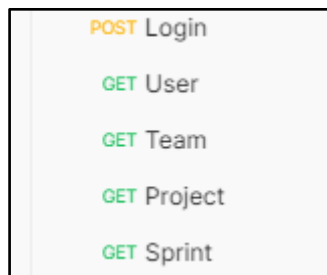 POST Login
GET User
GET Team
GET Project
GET Sprint